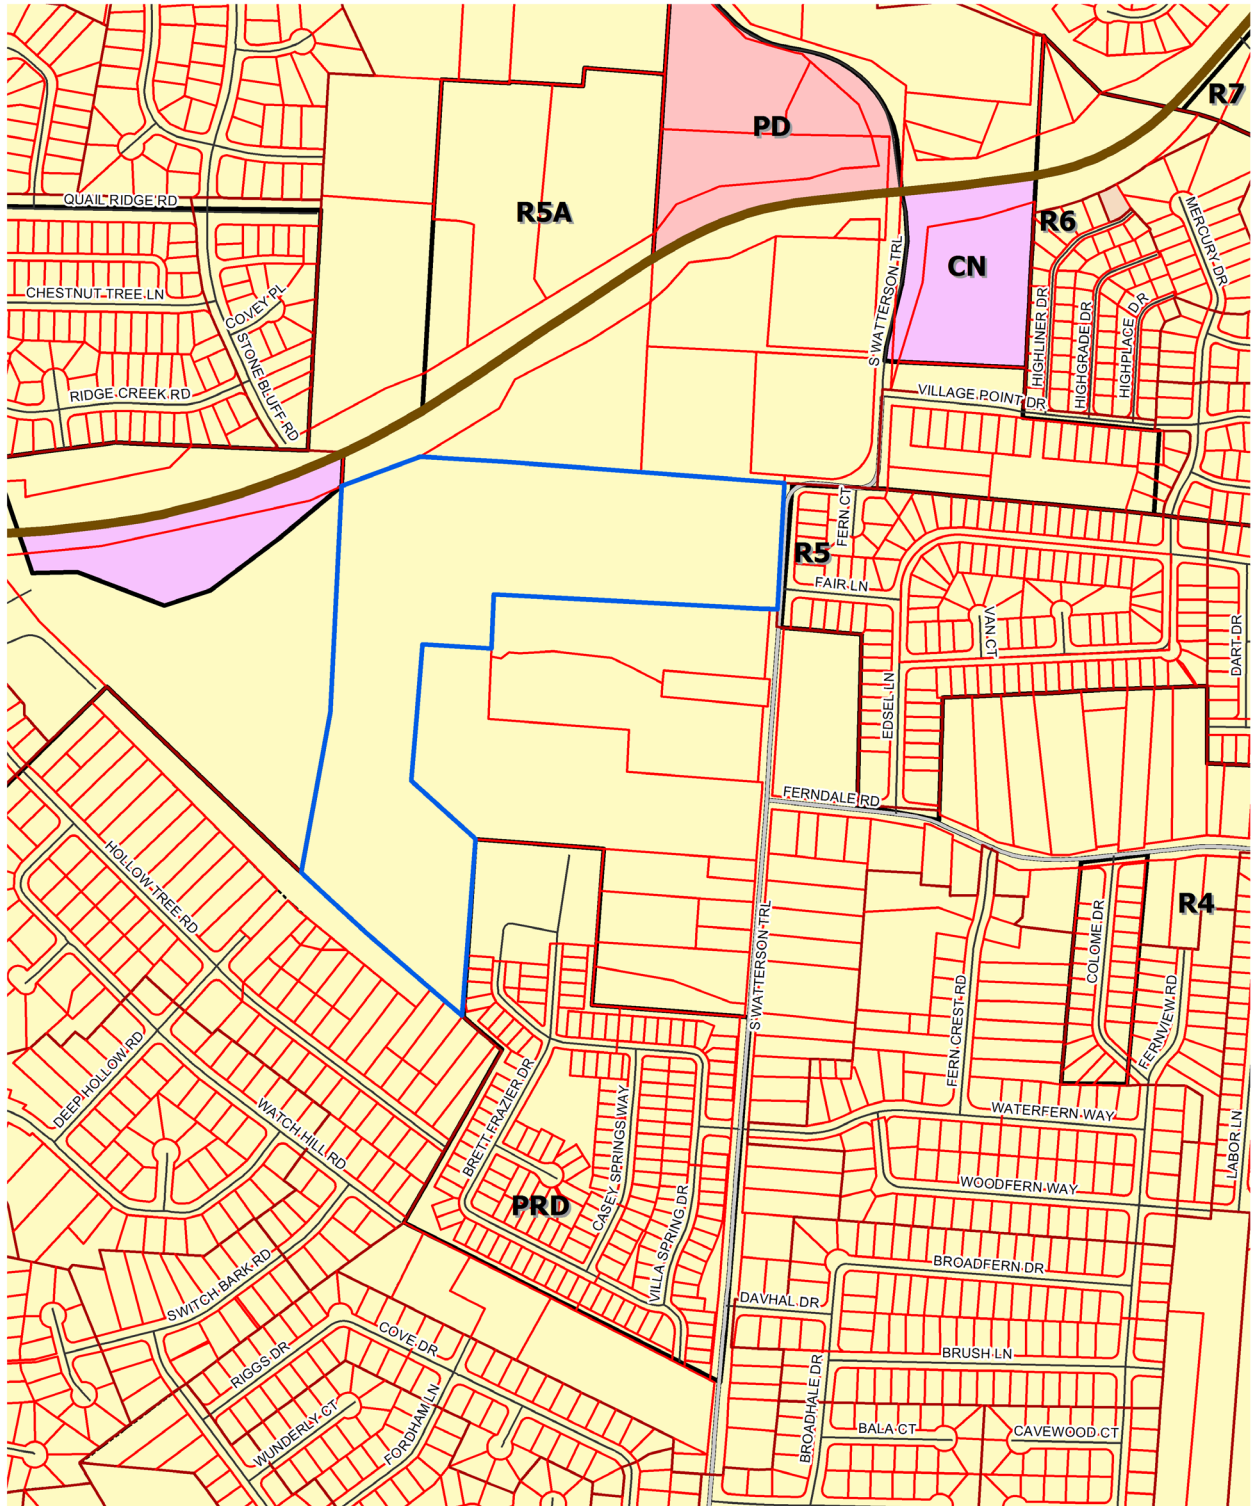 R7
PD
QUAIL RIDGE RD
R5A
R6
MERCURY DR
CN
S WATTERSON TRL
CHESTNUT TREE LN
COVEY PL
STONE BLUFF RD
HIGHLINER DR
HIGHGRADE DR
HIGHPLACE DR
RIDGE CREEK RD
VILLAGE POINT DR
FERN CT
R5
FAIR LN
VAN CT
DART DR
EDSEL LN
FERNDALE RD
HOLLOW TREE RD
R4
COLOME DR
S WATTERSON TRL
FERN CREST RD
FERNVIEW RD
DEEP HOLLOW RD
WATCH HILL RD
BRETT FRAZIER DR
CASEY SPRINGS WAY
WATERFERN WAY
LABOR LN
WOODFERN WAY
PRD
VILLA SPRING DR
BROADFERN DR
SWITCH BARK RD
DAVHAL DR
RIGGS DR
COVE DR
BRUSH LN
BROADHALE DR
WUNDERLY CT
FORDHAM LN
BALA CT
CAVEWOOD CT